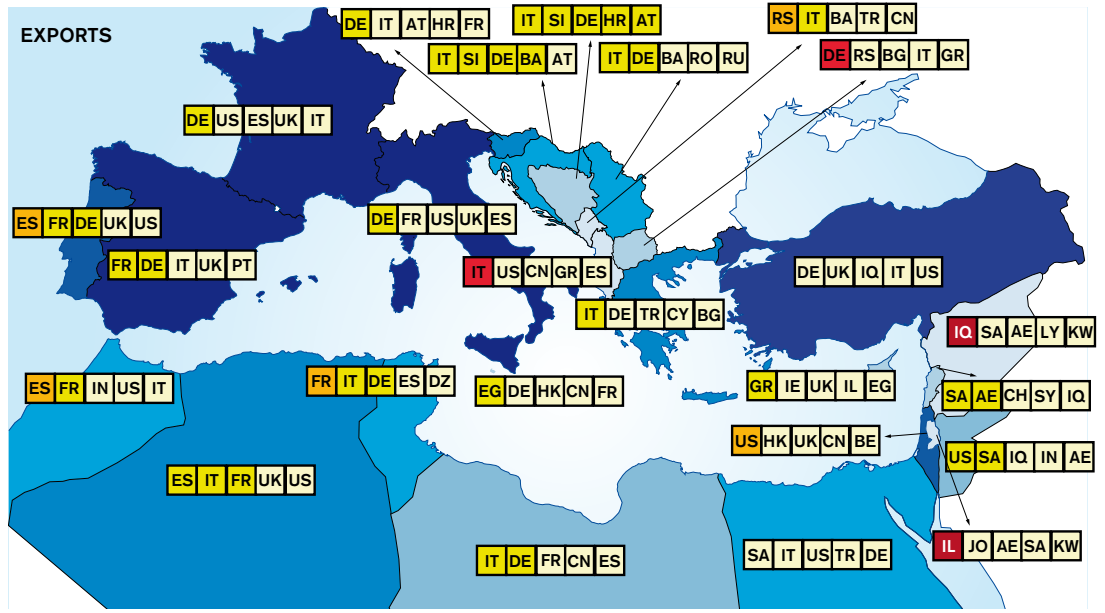 EXPORTS
DE IT AT HR FR
IT SI DE HR AT
RS IT BA TR CN
IT SI DE BA AT
IT DE BA RO RU
DE RS BG IT GR
DE US ES UK IT
ES FR DE UK US
DE FR US UK ES
FR DE IT UK PT
IT US CN GR ES
DE UK IQ IT US
IT DE TR CY BG
IQ SA AE LY KW
ES FR IN US IT
FR IT DE ES DZ
EG DE HK CN FR
GR IE UK IL EG
SA AE CH SY IQ
US HK UK CN BE
US SA IQ IN AE
ES IT FR UK US
IL JO AE SA KW
IT DE FR CN ES
SA IT US TR DE